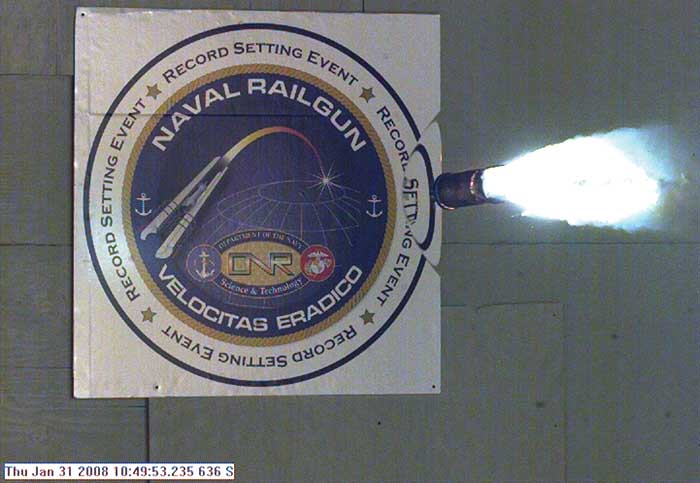 RECORD SETTING EVENT
RECORD SETTING EVENT
RECORD SETTING EVENT
RECORD SETTING EVENT
NAVAL RAILGUN
DEPARTMENT OF THE NAVY
ONR
Science & Technology
VELOCITAS ERADICO
Thu Jan 31 2008 10:49:53.235 636 S